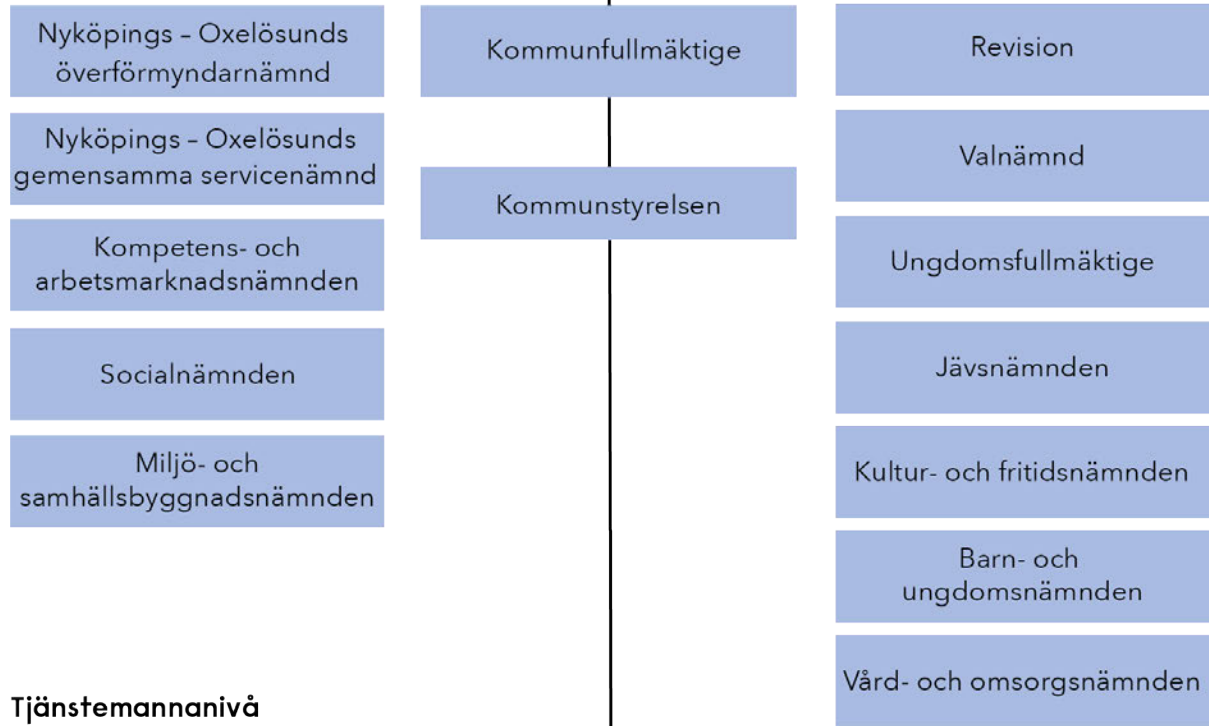 Nyköpings – Oxelösunds
överförmyndarnämnd
Nyköpings – Oxelösunds
gemensamma servicenämnd
Kompetens- och
arbetsmarknadsnämnden
Socialnämnden
Miljö- och
samhällsbyggnadsnämnden
Kommunfullmäktige
Kommunstyrelsen
Revision
Valnämnd
Ungdomsfullmäktige
Jävsnämnden
Kultur- och fritidsnämnden
Barn- och
ungdomsnämnden
Vård- och omsorgsnämnden
Tjänstemannanivå